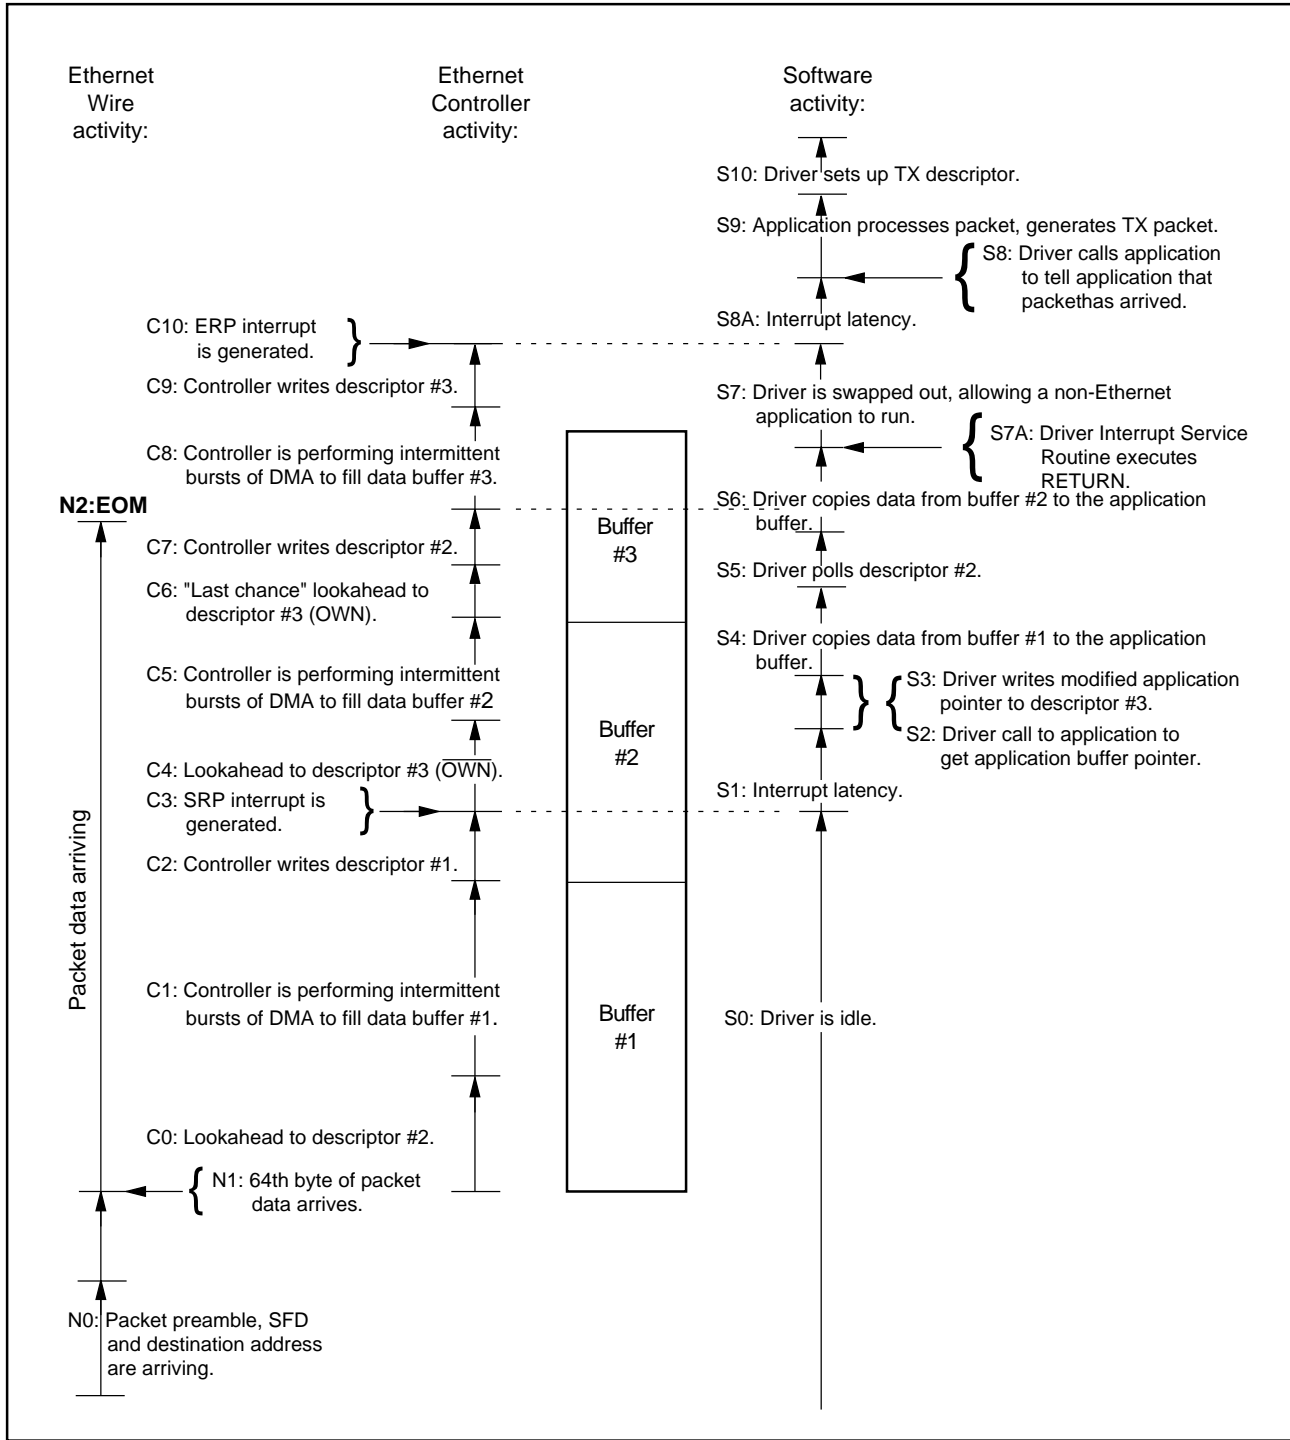 Ethernet
Wire
activity:
Ethernet
Controller
activity:
Software
activity:
S10: Driver sets up TX descriptor.
S9: Application processes packet, generates TX packet.
S8: Driver calls application
to tell application that
packethas arrived.
S8A: Interrupt latency.
C10: ERP interrupt
is generated.
C9: Controller writes descriptor #3.
S7: Driver is swapped out, allowing a non-Ethernet
application to run.
S7A: Driver Interrupt Service
Routine executes
RETURN.
C8: Controller is performing intermittent
bursts of DMA to fill data buffer #3.
N2:EOM
S6: Driver copies data from buffer #2 to the application
buffer.
Buffer
#3
C7: Controller writes descriptor #2.
S5: Driver polls descriptor #2.
C6: "Last chance" lookahead to
descriptor #3 (OWN).
S4: Driver copies data from buffer #1 to the application
buffer.
C5: Controller is performing intermittent
bursts of DMA to fill data buffer #2
S3: Driver writes modified application
pointer to descriptor #3.
S2: Driver call to application to
get application buffer pointer.
Buffer
#2
C4: Lookahead to descriptor #3 (O̅W̅N̅).
S1: Interrupt latency.
C3: SRP interrupt is
generated.
C2: Controller writes descriptor #1.
Packet data arriving
C1: Controller is performing intermittent
bursts of DMA to fill data buffer #1.
Buffer
#1
S0: Driver is idle.
C0: Lookahead to descriptor #2.
N1: 64th byte of packet
data arrives.
N0: Packet preamble, SFD
and destination address
are arriving.